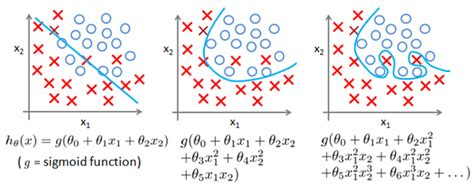 x₂ x₂ x₂
x₁ x₁ x₁
hθ(x) = g(θ₀ + θ₁x₁ + θ₂x₂)
( g = sigmoid function)
g(θ₀ + θ₁x₁ + θ₂x₂
+θ₃x₁² + θ₄x₂²
+θ₅x₁x₂)
g(θ₀ + θ₁x₁ + θ₂x₁²
+θ₃x₁²x₂ + θ₄x₁²x₂²
+θ₅x₁²x₂³ + θ₆x₁³x₂ + ...)